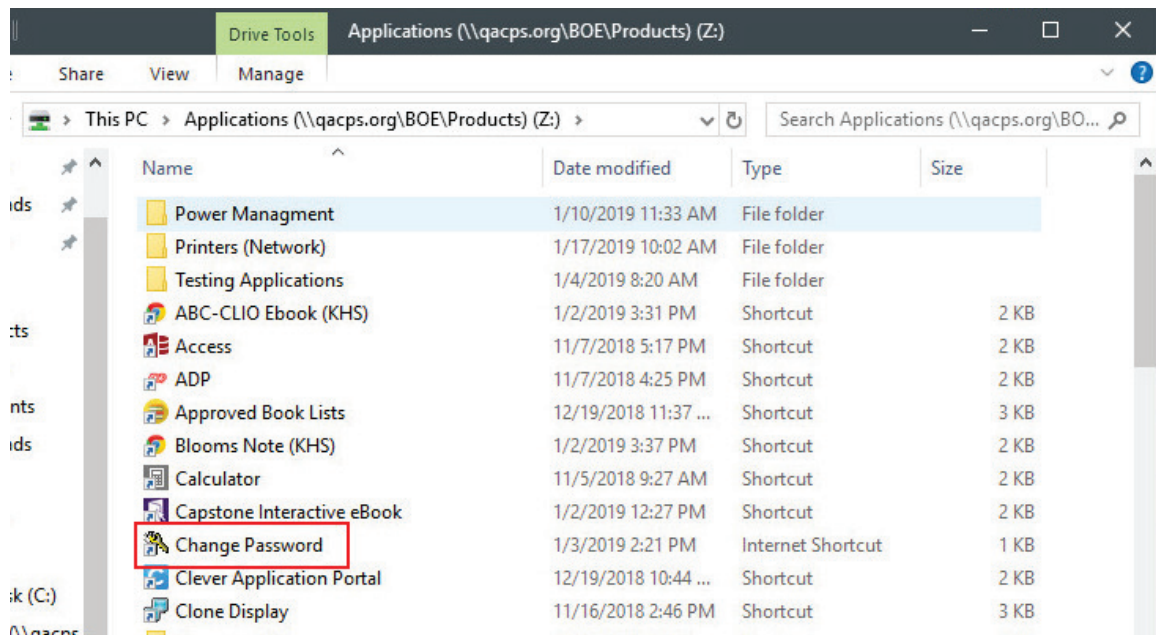 Drive Tools Applications (\\qacps.org\BOE\Products) (Z:)
Share View Manage
This PC > Applications (\\qacps.org\BOE\Products) (Z:) > Search Applications (\\qacps.org\BO...
Name Date modified Type Size
Power Managment 1/10/2019 11:33 AM File folder
Printers (Network) 1/17/2019 10:02 AM File folder
Testing Applications 1/4/2019 8:20 AM File folder
ABC-CLIO Ebook (KHS) 1/2/2019 3:31 PM Shortcut 2 KB
Access 11/7/2018 5:17 PM Shortcut 2 KB
ADP 11/7/2018 4:25 PM Shortcut 2 KB
Approved Book Lists 12/19/2018 11:37 ... Shortcut 3 KB
Blooms Note (KHS) 1/2/2019 3:37 PM Shortcut 2 KB
Calculator 11/5/2018 9:27 AM Shortcut 2 KB
Capstone Interactive eBook 1/2/2019 12:27 PM Shortcut 2 KB
Change Password 1/3/2019 2:21 PM Internet Shortcut 1 KB
Clever Application Portal 12/19/2018 10:44 ... Shortcut 2 KB
(C:)
Clone Display 11/16/2018 2:46 PM Shortcut 3 KB